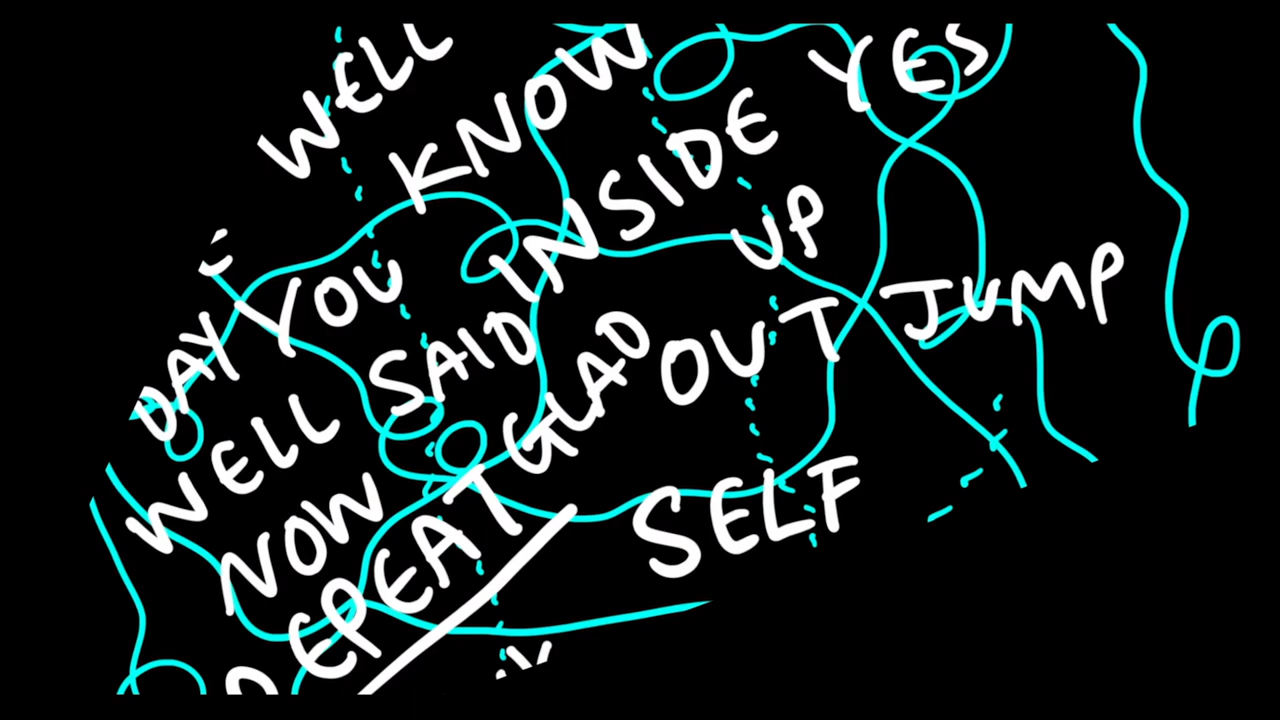 WELL
DAY YOU KNOW
WELL SAID INSIDE YES
NOW GLAD UP
REPEAT OUT JUMP
SELF